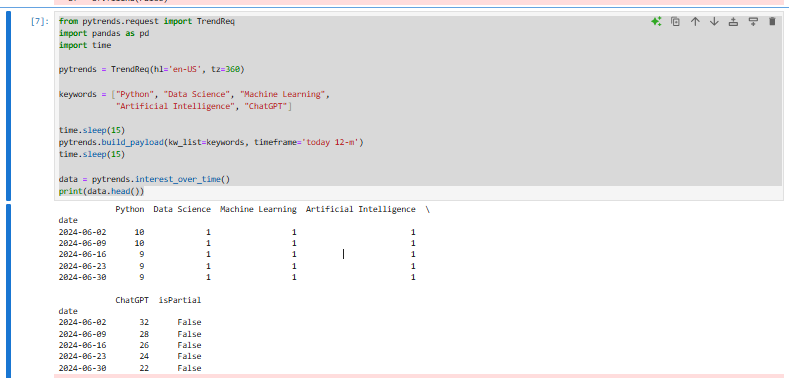 [7]: from pytrends.request import TrendReq
import pandas as pd
import time
pytrends = TrendReq(hl='en-US', tz=360)
keywords = ["Python", "Data Science", "Machine Learning",
"Artificial Intelligence", "ChatGPT"]
time.sleep(15)
pytrends.build_payload(kw_list=keywords, timeframe='today 12-m')
time.sleep(15)
data = pytrends.interest_over_time()
print(data.head())
Python Data Science Machine Learning Artificial Intelligence \
date
2024-06-02 10 1 1 1
2024-06-09 10 1 1 1
2024-06-16 9 1 1 1
2024-06-23 9 1 1 1
2024-06-30 9 1 1 1
ChatGPT isPartial
date
2024-06-02 32 False
2024-06-09 28 False
2024-06-16 26 False
2024-06-23 24 False
2024-06-30 22 False